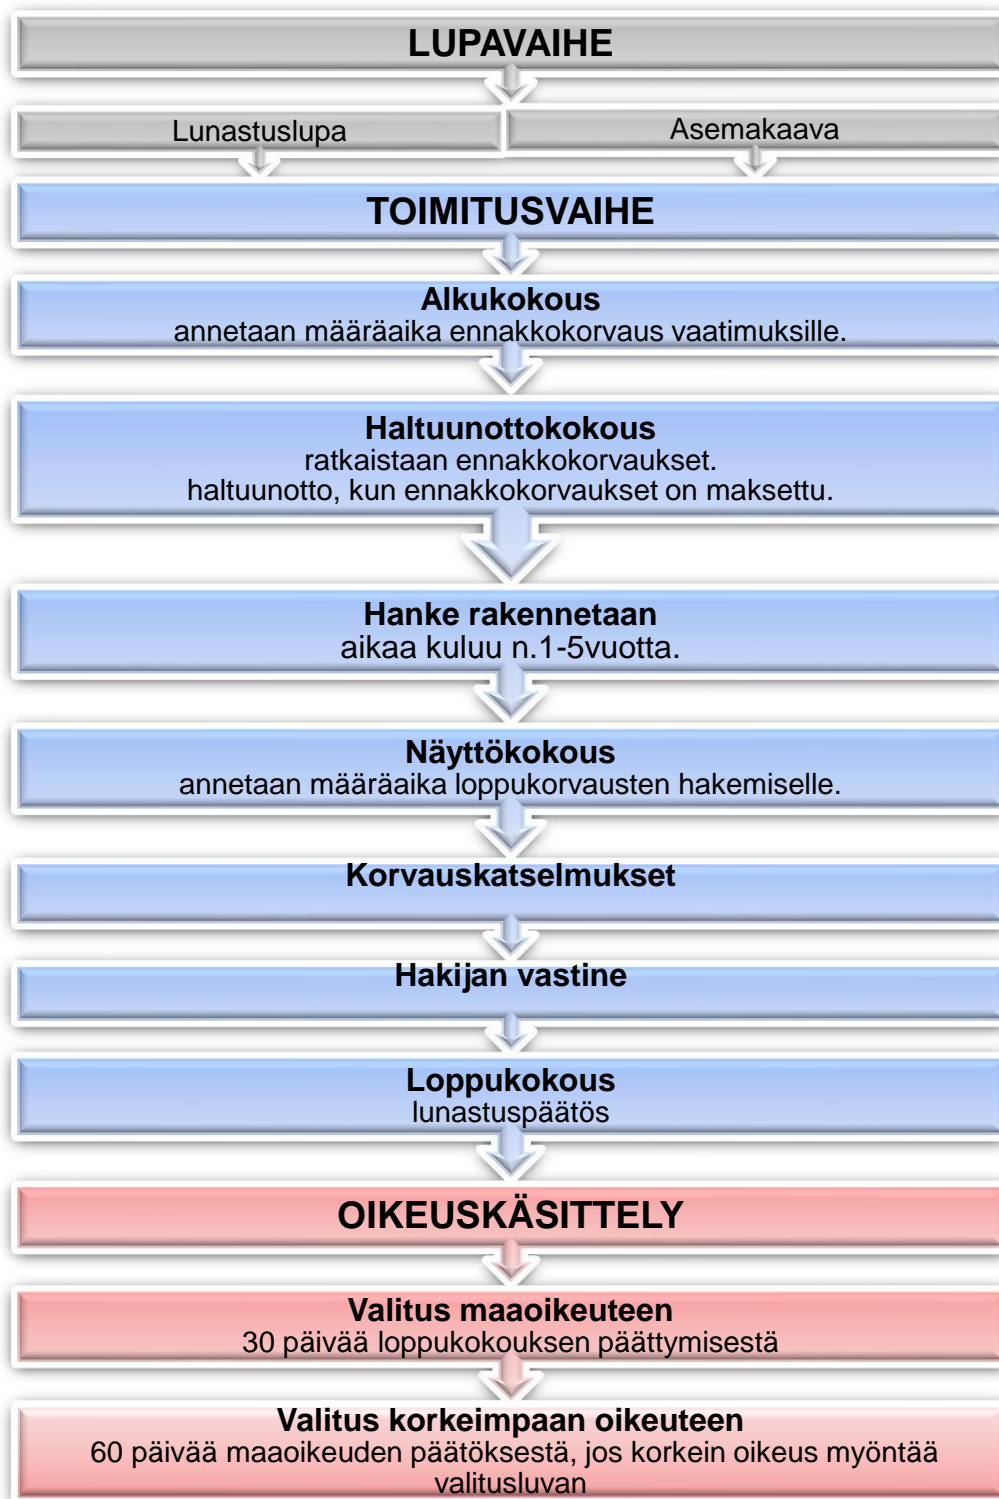 LUPAVAIHE
Lunastuslupa
Asemakaava
TOIMITUSVAIHE
Alkukokous
annetaan määräaika ennakkokorvaus vaatimuksille.
Haltuunottokokous
ratkaistaan ennakkokorvaukset.
haltuunotto, kun ennakkokorvaukset on maksettu.
Hanke rakennetaan
aikaa kuluu n.1-5vuotta.
Näyttökokous
annetaan määräaika loppukorvausten hakemiselle.
Korvauskatselmukset
Hakijan vastine
Loppukokous
lunastuspäätös
OIKEUSKÄSITTELY
Valitus maaoikeuteen
30 päivää loppukokouksen päättymisestä
Valitus korkeimpaan oikeuteen
60 päivää maaoikeuden päätöksestä, jos korkein oikeus myöntää
valitusluvan